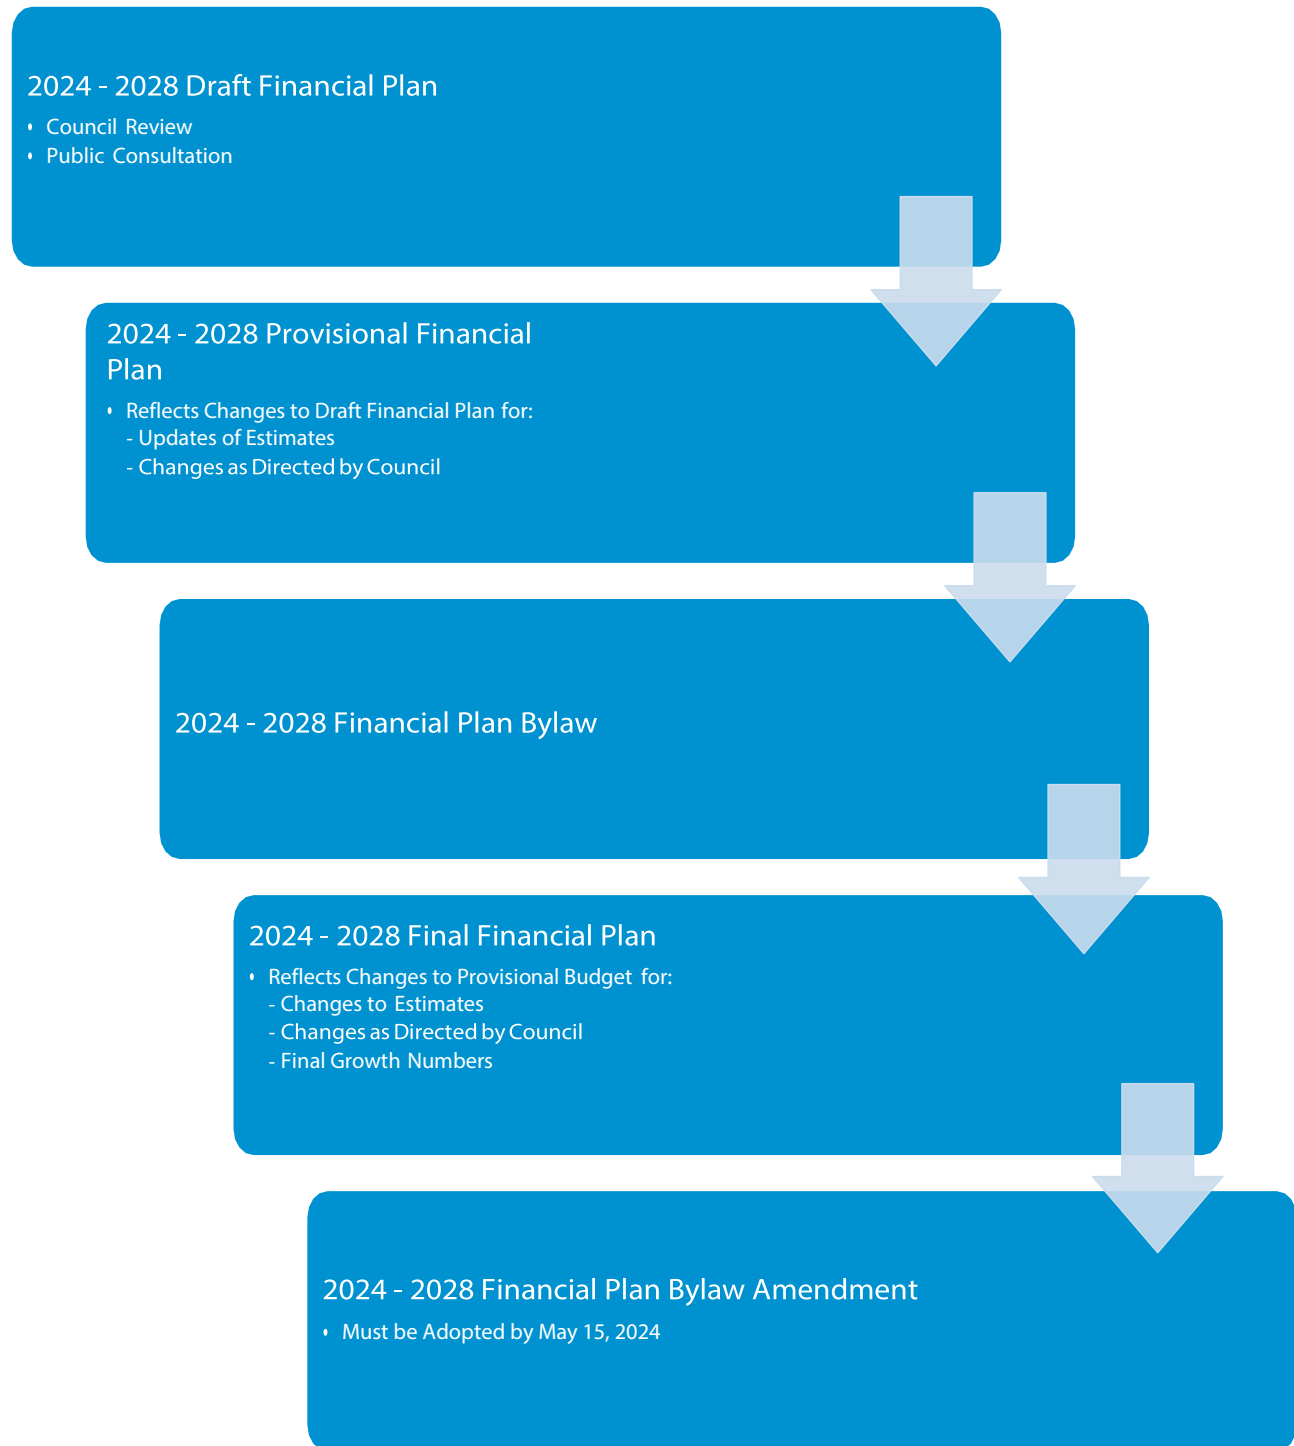 2024 - 2028 Draft Financial Plan
• Council Review
• Public Consultation
2024 - 2028 Provisional Financial
Plan
• Reflects Changes to Draft Financial Plan for:
- Updates of Estimates
- Changes as Directed by Council
2024 - 2028 Financial Plan Bylaw
2024 - 2028 Final Financial Plan
• Reflects Changes to Provisional Budget for:
- Changes to Estimates
- Changes as Directed by Council
- Final Growth Numbers
2024 - 2028 Financial Plan Bylaw Amendment
• Must be Adopted by May 15, 2024